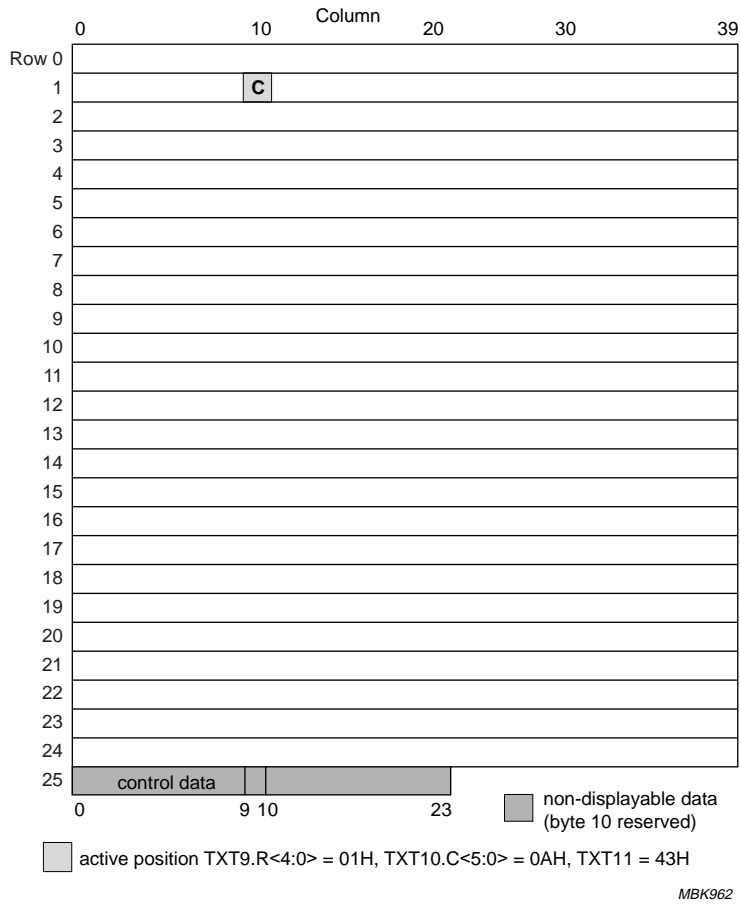 Column
0 10 20 30 39
Row 0
1 C
2
3
4
5
6
7
8
9
10
11
12
13
14
15
16
17
18
19
20
21
22
23
24
25 control data
0 9 10 23
non-displayable data
(byte 10 reserved)
active position TXT9.R<4:0> = 01H, TXT10.C<5:0> = 0AH, TXT11 = 43H
MBK962